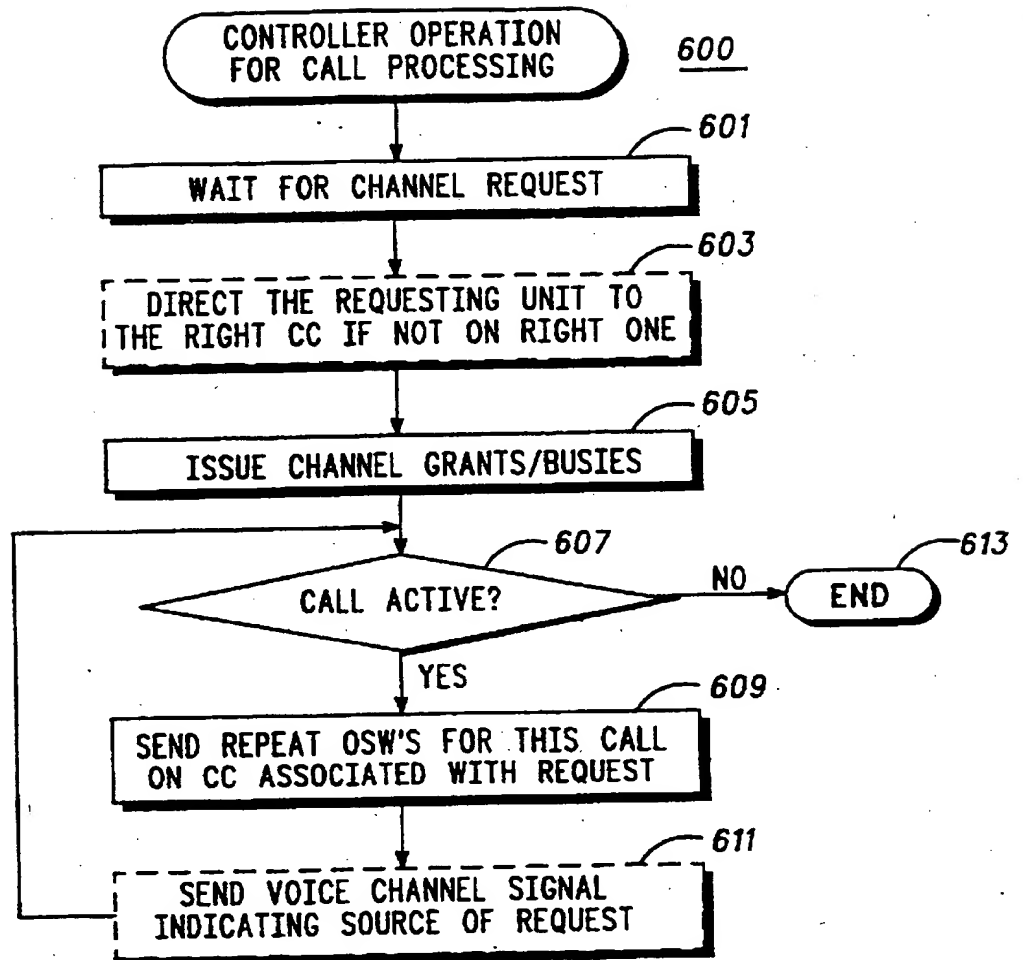 CONTROLLER OPERATION
FOR CALL PROCESSING
600
601
WAIT FOR CHANNEL REQUEST
603
DIRECT THE REQUESTING UNIT TO
THE RIGHT CC IF NOT ON RIGHT ONE
605
ISSUE CHANNEL GRANTS/BUSIES
607
CALL ACTIVE?
NO
613
END
YES
609
SEND REPEAT OSW'S FOR THIS CALL
ON CC ASSOCIATED WITH REQUEST
611
SEND VOICE CHANNEL SIGNAL
INDICATING SOURCE OF REQUEST